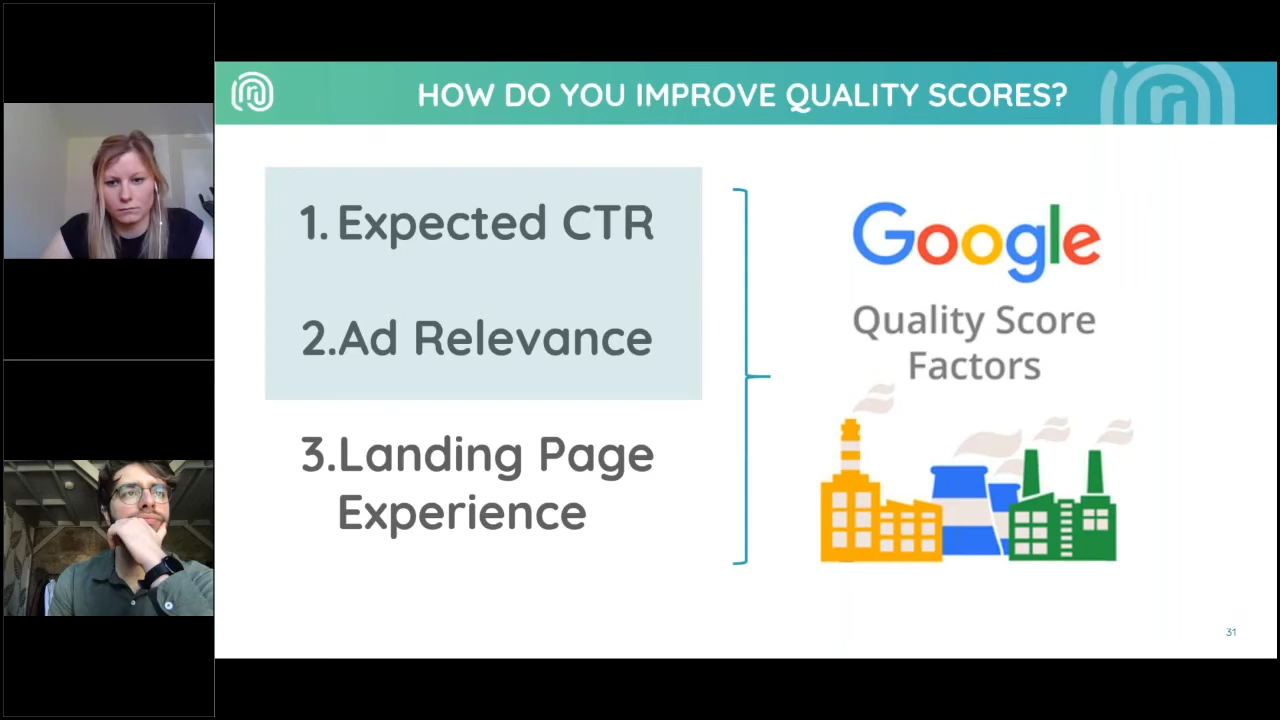 HOW DO YOU IMPROVE QUALITY SCORES?
1. Expected CTR
2.Ad Relevance
3.Landing Page
Experience
Google
Quality Score
Factors
31